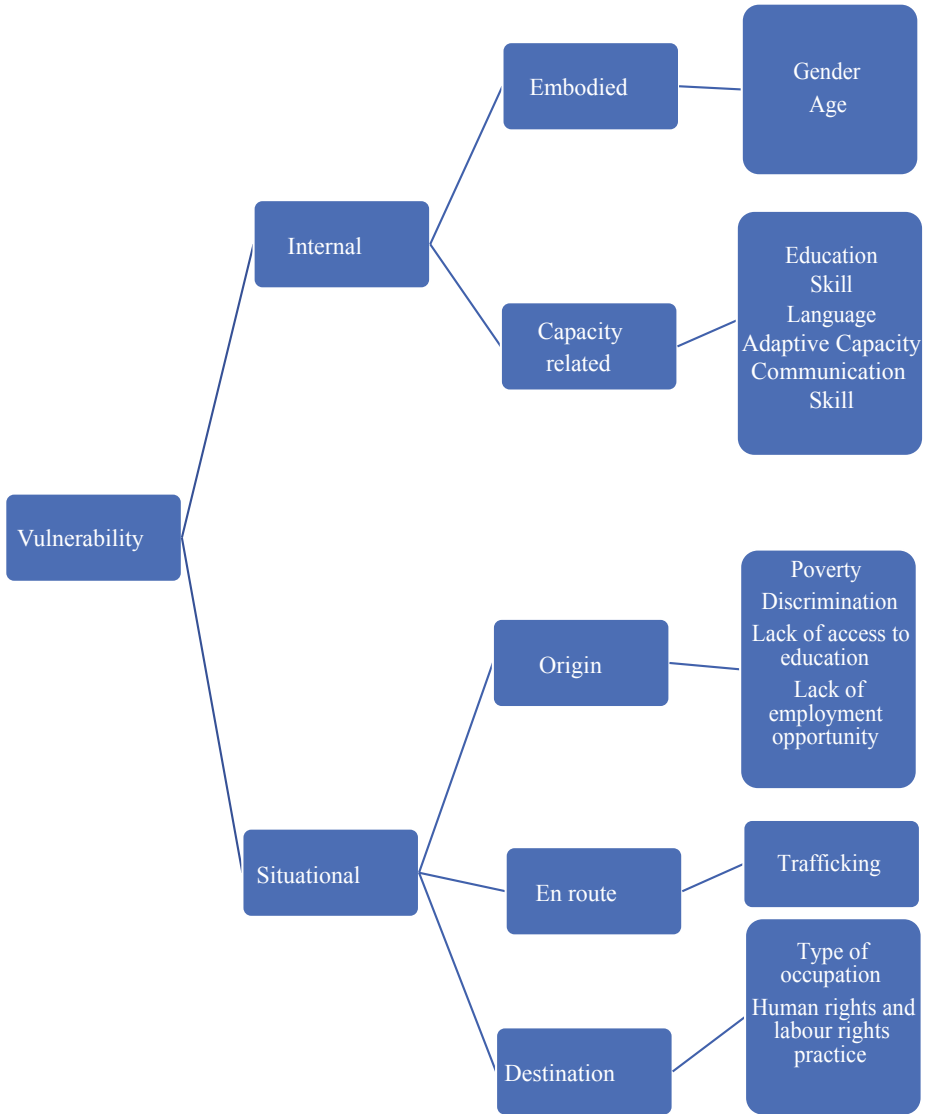 Embodied
Gender
Age
Internal
Capacity
related
Education
Skill
Language
Adaptive Capacity
Communication
Skill
Vulnerability
Origin
Poverty
Discrimination
Lack of access to
education
Lack of
employment
opportunity
Situational
En route
Trafficking
Destination
Type of
occupation
Human rights and
labour rights
practice